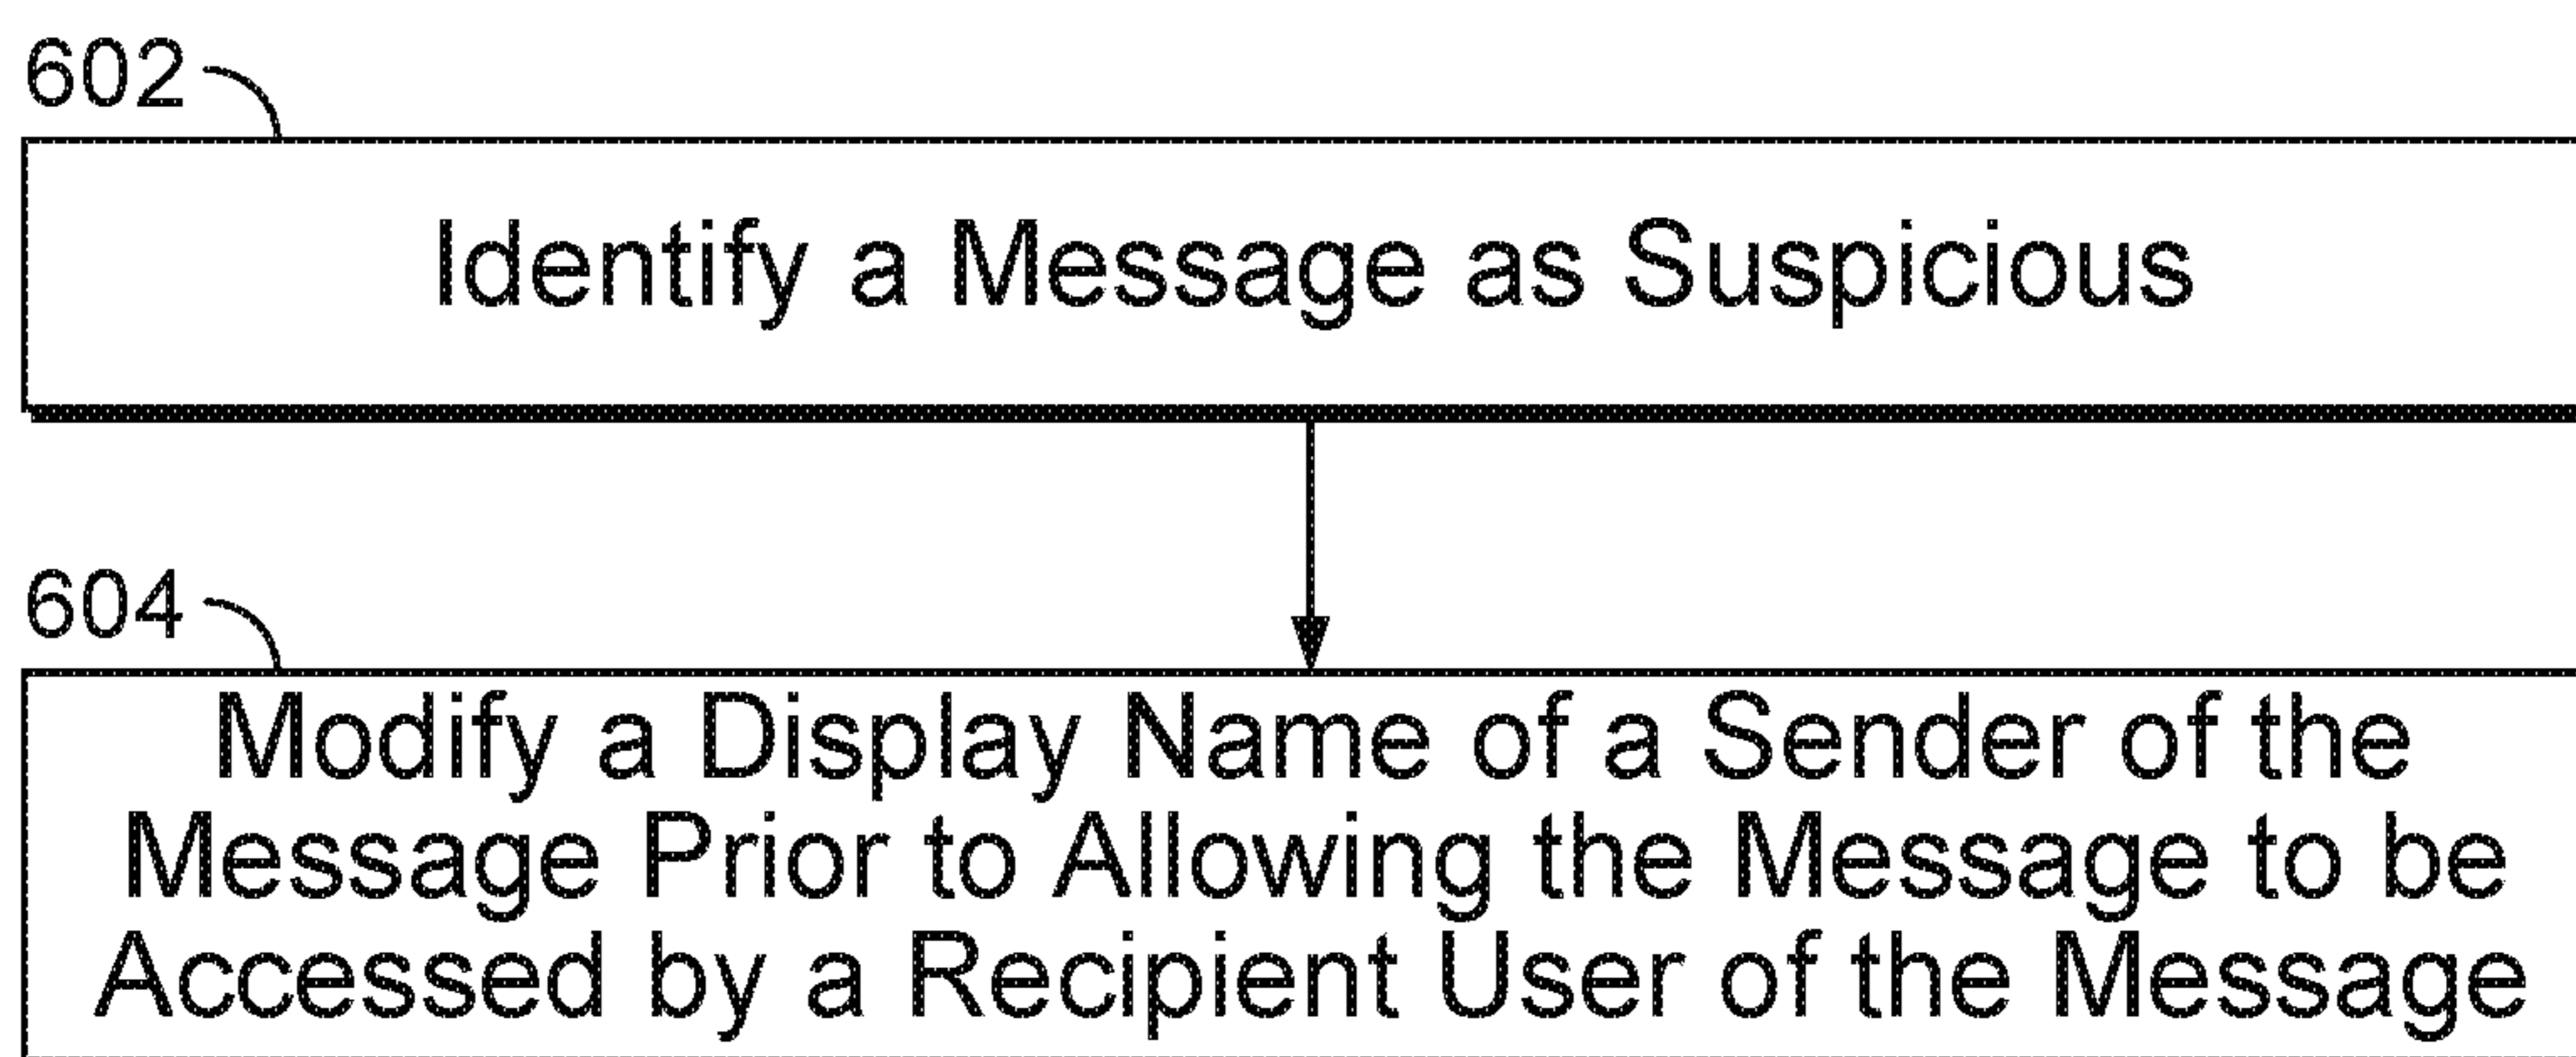 602
Identify a Message as Suspicious
604
Modify a Display Name of a Sender of the
Message Prior to Allowing the Message to be
Accessed by a Recipient User of the Message